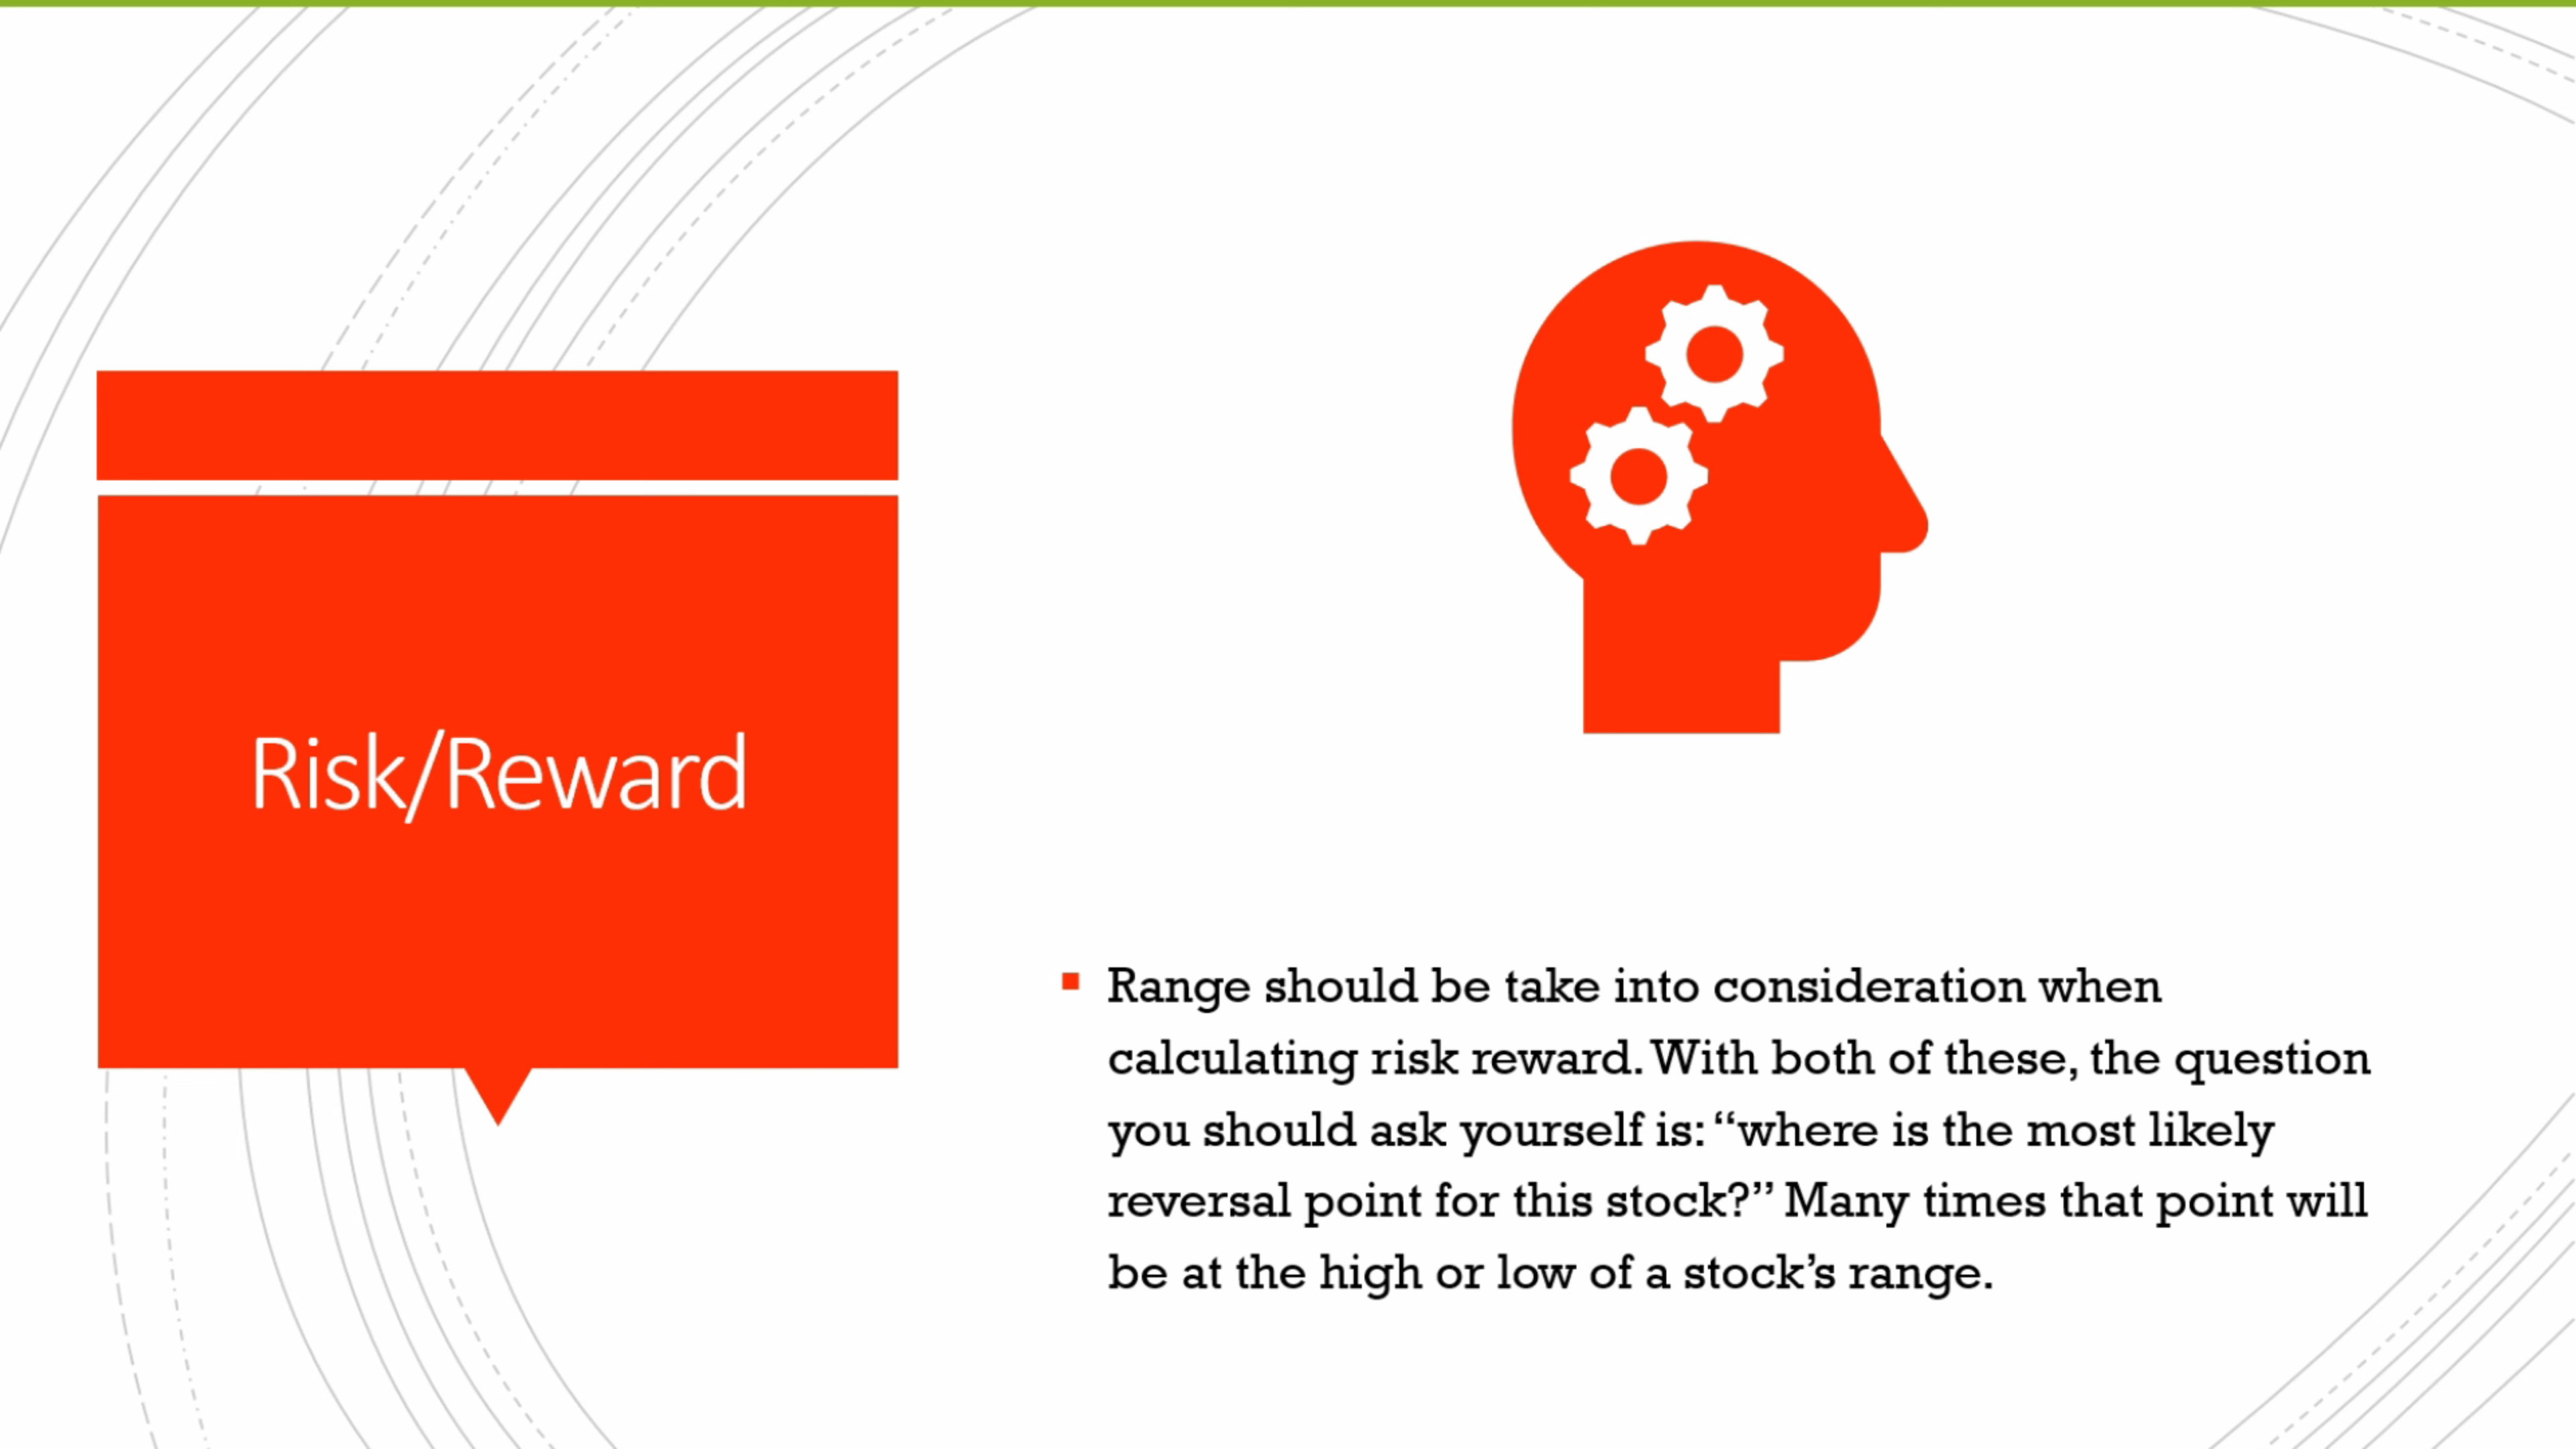 Risk/Reward
Range should be take into consideration when
calculating risk reward. With both of these, the question
you should ask yourself is: “where is the most likely
reversal point for this stock?” Many times that point will
be at the high or low of a stock’s range.